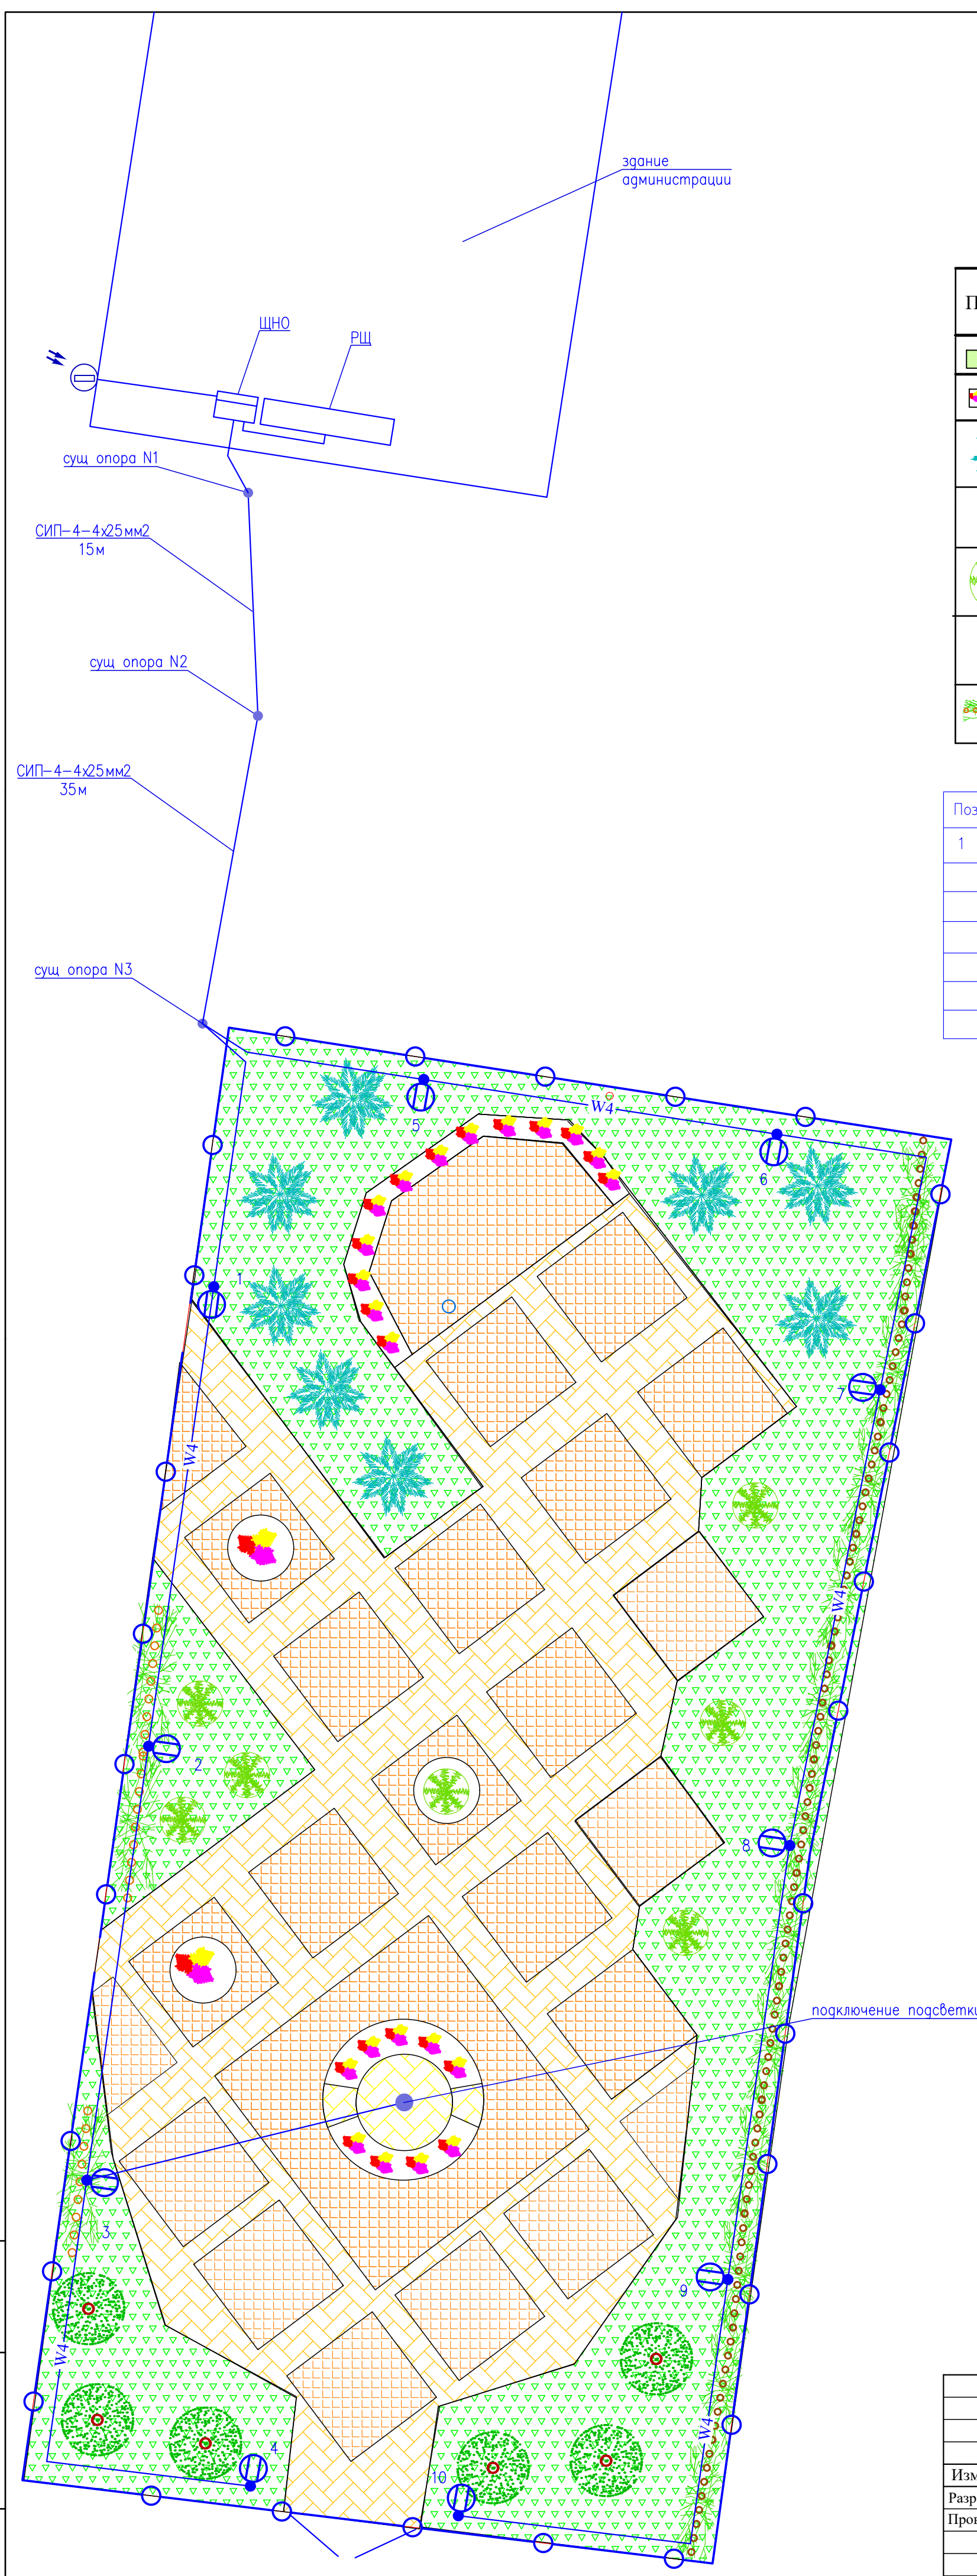 здание
администрации
П
ЩНО
РЩ
сущ опора N1
СИП-4-4х25мм2
15м
сущ опора N2
СИП-4-4х25мм2
35м
Поз
1
сущ опора N3
W4
5
6
1
7
W4
W4
2
8
подключение подсветки
3
9
W4
W4
4
10
Изм
Разр
Пров